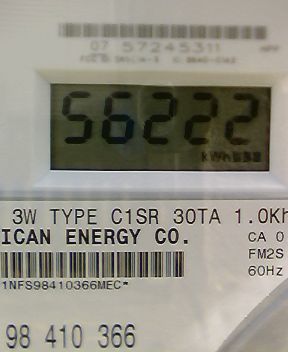 07 57245311
56222
kWh
3W TYPE C1SR 30TA 1.0Kh
ICAN ENERGY CO.
CA 0
FM2S
60Hz
1NFS98410366MEC*
98 410 366